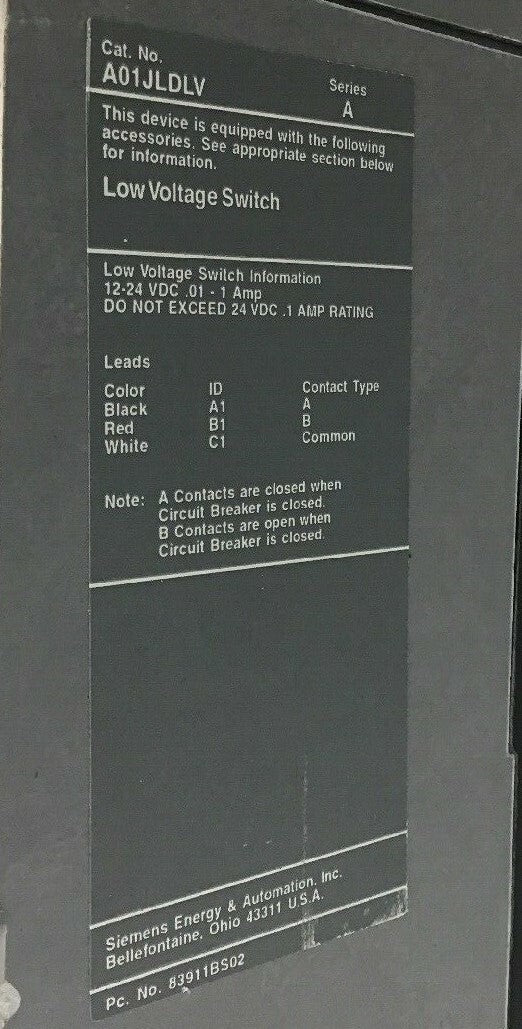 Cat. No. Series
A01JLDLV A
This device is equipped with the following
accessories. See appropriate section below
for information.
Low Voltage Switch
Low Voltage Switch Information
12-24 VDC .01 - 1 Amp
DO NOT EXCEED 24 VDC .1 AMP RATING
Leads
Color ID Contact Type
Black A1 A
Red B1 B
White C1 Common
Note: A Contacts are closed when
Circuit Breaker is closed.
B Contacts are open when
Circuit Breaker is closed.
Siemens Energy & Automation, Inc.
Bellefontaine, Ohio 43311 U.S.A.
Pc. No. 83911BS02